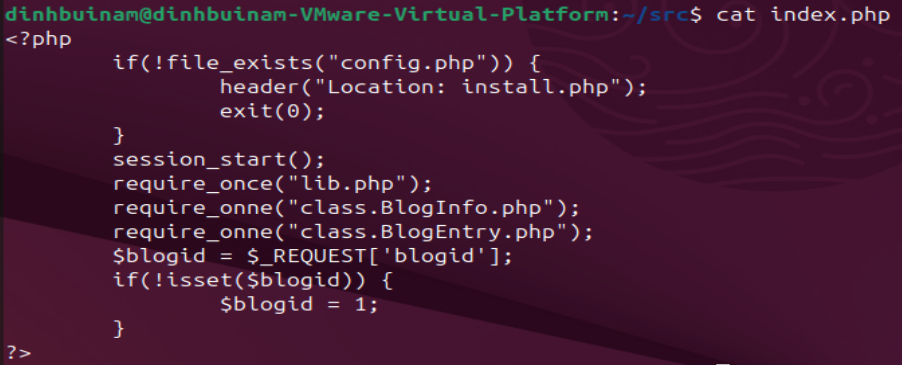 dinhbuinam@dinhbuinam-VMware-Virtual-Platform:~/src$ cat index.php
<?php
        if(!file_exists("config.php")) {
                header("Location: install.php");
                exit(0);
        }
        session_start();
        require_once("lib.php");
        require_onne("class.BlogInfo.php");
        require_onne("class.BlogEntry.php");
        $blogid = $_REQUEST['blogid'];
        if(!isset($blogid)) {
                $blogid = 1;
        }
?>